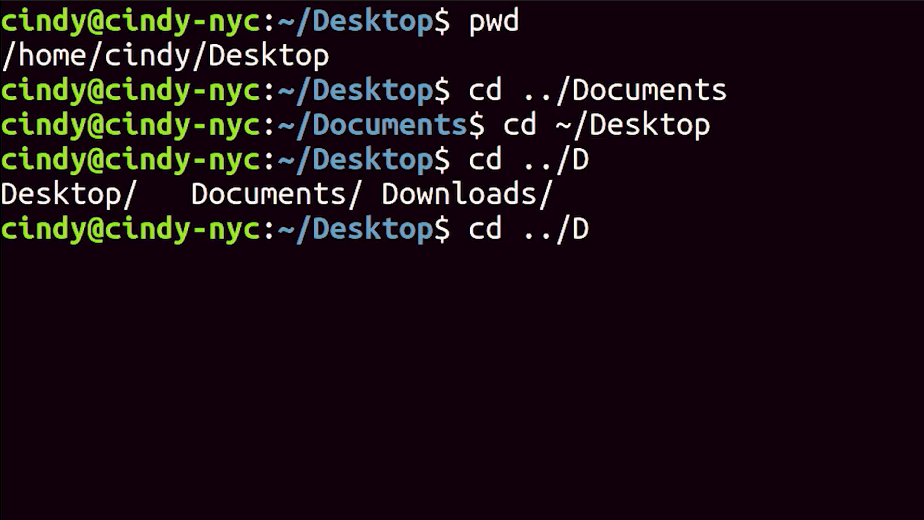 cindy@cindy-nyc:~/Desktop$ pwd
/home/cindy/Desktop
cindy@cindy-nyc:~/Desktop$ cd ../Documents
cindy@cindy-nyc:~/Documents$ cd ~/Desktop
cindy@cindy-nyc:~/Desktop$ cd ../D
Desktop/   Documents/ Downloads/
cindy@cindy-nyc:~/Desktop$ cd ../D